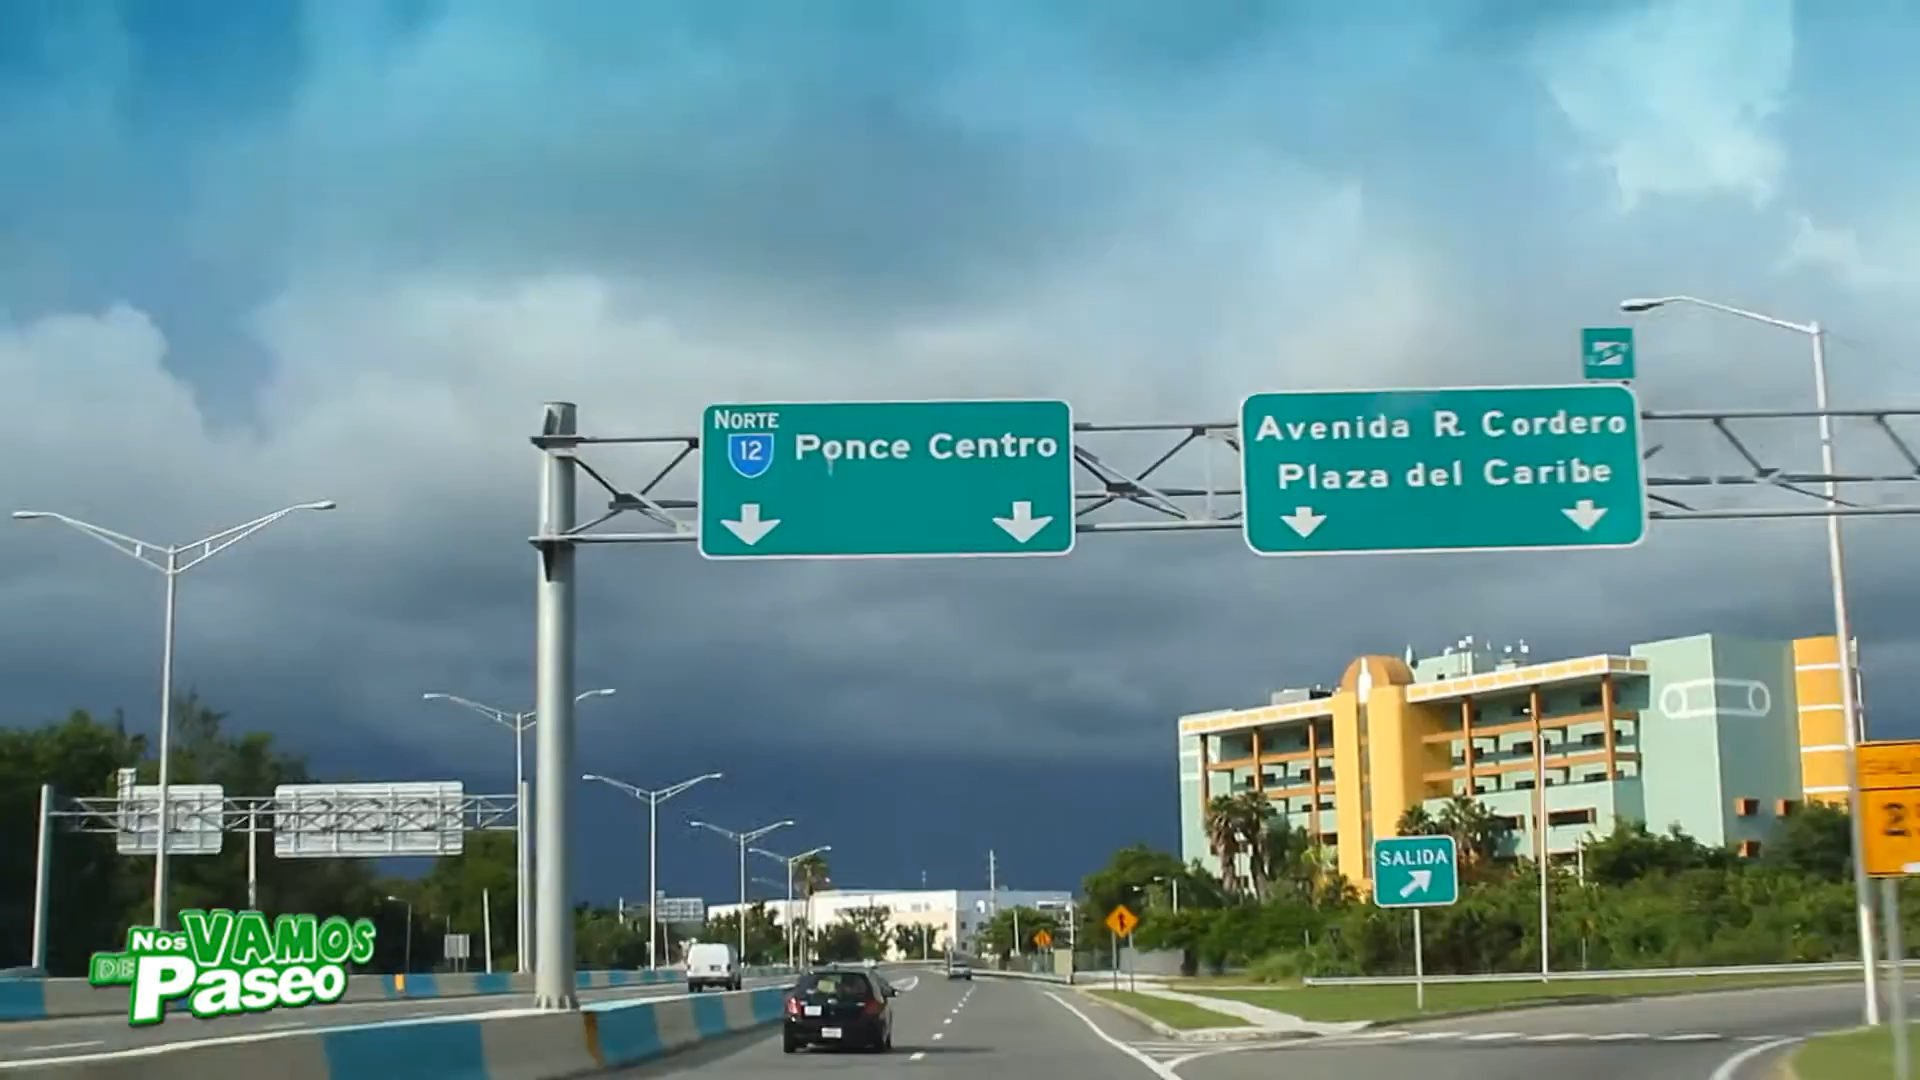 NORTE
12
Ponce Centro
Avenida R. Cordero
Plaza del Caribe
SALIDA
Nos VAMOS
DE Paseo